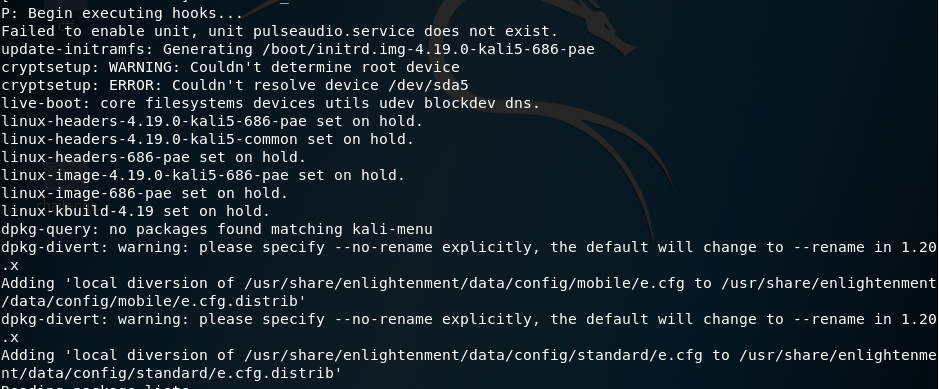 P: Begin executing hooks...
Failed to enable unit, unit pulseaudio.service does not exist.
update-initramfs: Generating /boot/initrd.img-4.19.0-kali5-686-pae
cryptsetup: WARNING: Couldn't determine root device
cryptsetup: ERROR: Couldn't resolve device /dev/sda5
live-boot: core filesystems devices utils udev blockdev dns.
linux-headers-4.19.0-kali5-686-pae set on hold.
linux-headers-4.19.0-kali5-common set on hold.
linux-headers-686-pae set on hold.
linux-image-4.19.0-kali5-686-pae set on hold.
linux-image-686-pae set on hold.
linux-kbuild-4.19 set on hold.
dpkg-query: no packages found matching kali-menu
dpkg-divert: warning: please specify --no-rename explicitly, the default will change to --rename in 1.20
.x
Adding 'local diversion of /usr/share/enlightenment/data/config/mobile/e.cfg to /usr/share/enlightenment
/data/config/mobile/e.cfg.distrib'
dpkg-divert: warning: please specify --no-rename explicitly, the default will change to --rename in 1.20
.x
Adding 'local diversion of /usr/share/enlightenment/data/config/standard/e.cfg to /usr/share/enlightenme
nt/data/config/standard/e.cfg.distrib'
Reading package lists